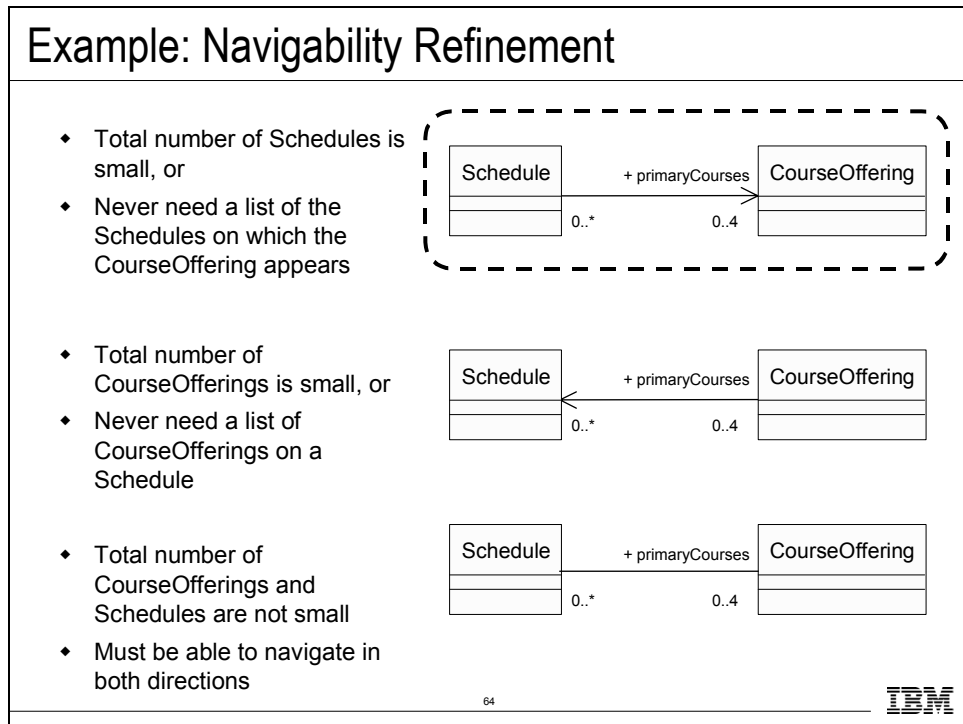 Example: Navigability Refinement
◆ Total number of Schedules is
small, or
◆ Never need a list of the
Schedules on which the
CourseOffering appears
Schedule
+ primaryCourses
CourseOffering
0..*
0..4
◆ Total number of
CourseOfferings is small, or
◆ Never need a list of
CourseOfferings on a
Schedule
Schedule
+ primaryCourses
CourseOffering
0..*
0..4
◆ Total number of
CourseOfferings and
Schedules are not small
◆ Must be able to navigate in
both directions
Schedule
+ primaryCourses
CourseOffering
0..*
0..4
64
IBM